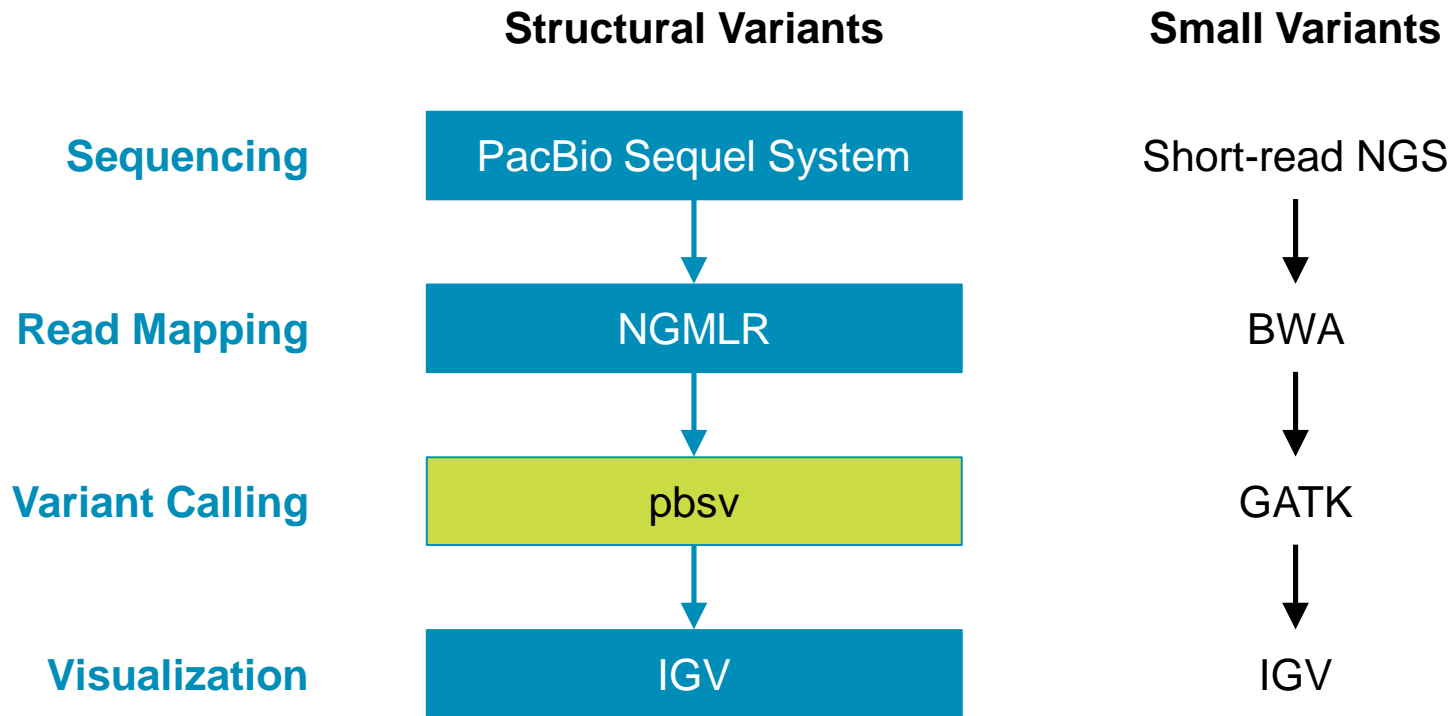 Structural Variants
Small Variants
Sequencing
PacBio Sequel System
Short-read NGS
Read Mapping
NGMLR
BWA
Variant Calling
pbsv
GATK
Visualization
IGV
IGV